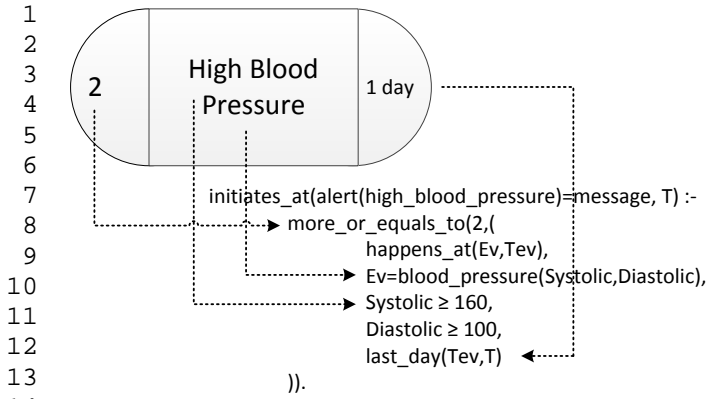 1
2
3
4
5
6
7
8
9
10
11
12
13
2
High Blood
Pressure
1 day
initiates_at(alert(high_blood_pressure)=message, T) :-
more_or_equals_to(2,(
happens_at(Ev,Tev),
Ev=blood_pressure(Systolic,Diastolic),
Systolic ≥ 160,
Diastolic ≥ 100,
last_day(Tev,T)
)).